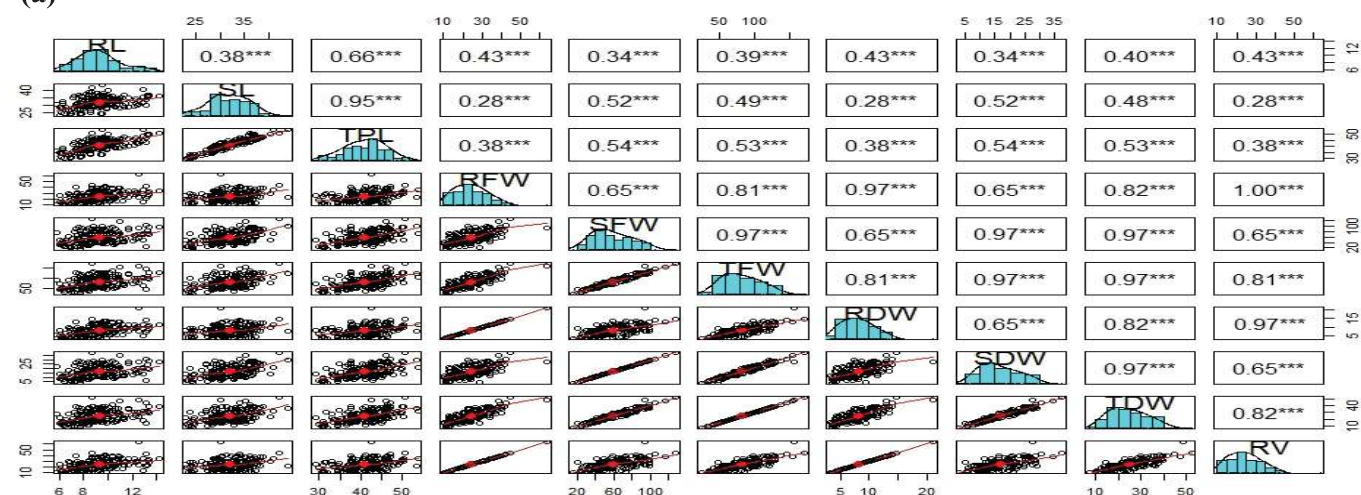 (a)
25 35 10 30 50 50 100 5 15 25 35 10 30 50
RL 0.38*** 0.66*** 0.43*** 0.34*** 0.39*** 0.43*** 0.34*** 0.40*** 0.43*** 6 12
25 40 SL 0.95*** 0.28*** 0.52*** 0.49*** 0.28*** 0.52*** 0.48*** 0.28***
TPL 0.38*** 0.54*** 0.53*** 0.38*** 0.54*** 0.53*** 0.38*** 30 50
10 50 RFW 0.65*** 0.81*** 0.97*** 0.65*** 0.82*** 1.00***
SFW 0.97*** 0.65*** 0.97*** 0.97*** 0.65*** 20 100
50 TFW 0.81*** 0.97*** 0.97*** 0.81***
RDW 0.65*** 0.82*** 0.97*** 5 15
5 25 SDW 0.97*** 0.65***
TDW 0.82*** 10 40
10 50 RV
6 8 12 30 40 50 20 60 100 5 10 20 10 30 50